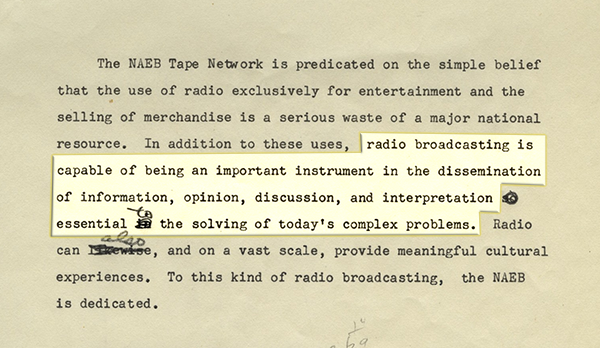 The NAEB Tape Network is predicated on the simple belief
that the use of radio exclusively for entertainment and the
selling of merchandise is a serious waste of a major national
resource. In addition to these uses, radio broadcasting is
capable of being an important instrument in the dissemination
of information, opinion, discussion, and interpretation
essential to the solving of today's complex problems. Radio
can also, and on a vast scale, provide meaningful cultural
experiences. To this kind of radio broadcasting, the NAEB
is dedicated.